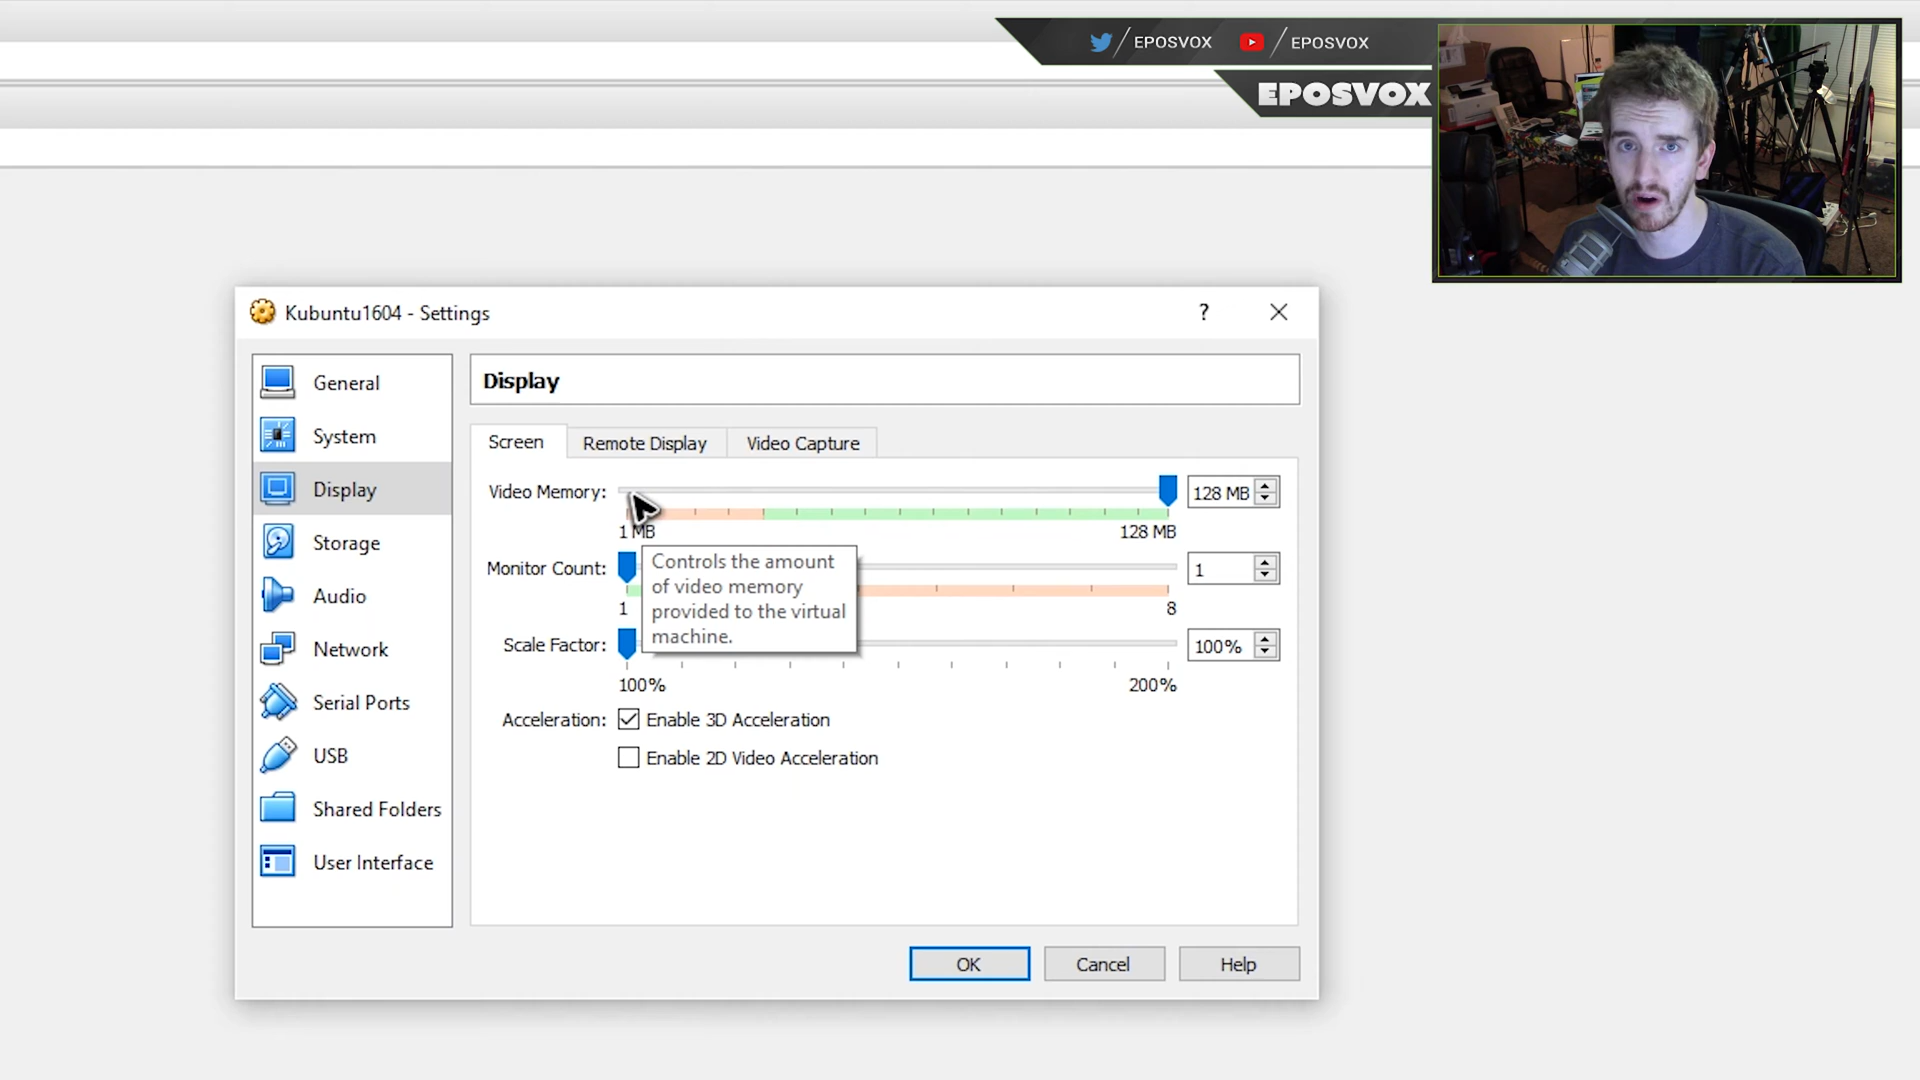 EPOSVOX
EPOSVOX
EPOSVOX
Kubuntu1604 - Settings
?
General
System
Display
Storage
Audio
Network
Serial Ports
USB
Shared Folders
User Interface
Display
Screen
Remote Display
Video Capture
Video Memory:
128 MB
1 MB
128 MB
Controls the amount
of video memory
provided to the virtual
machine.
Monitor Count:
1
1
8
Scale Factor:
100%
100%
200%
Acceleration:
Enable 3D Acceleration
Enable 2D Video Acceleration
OK
Cancel
Help